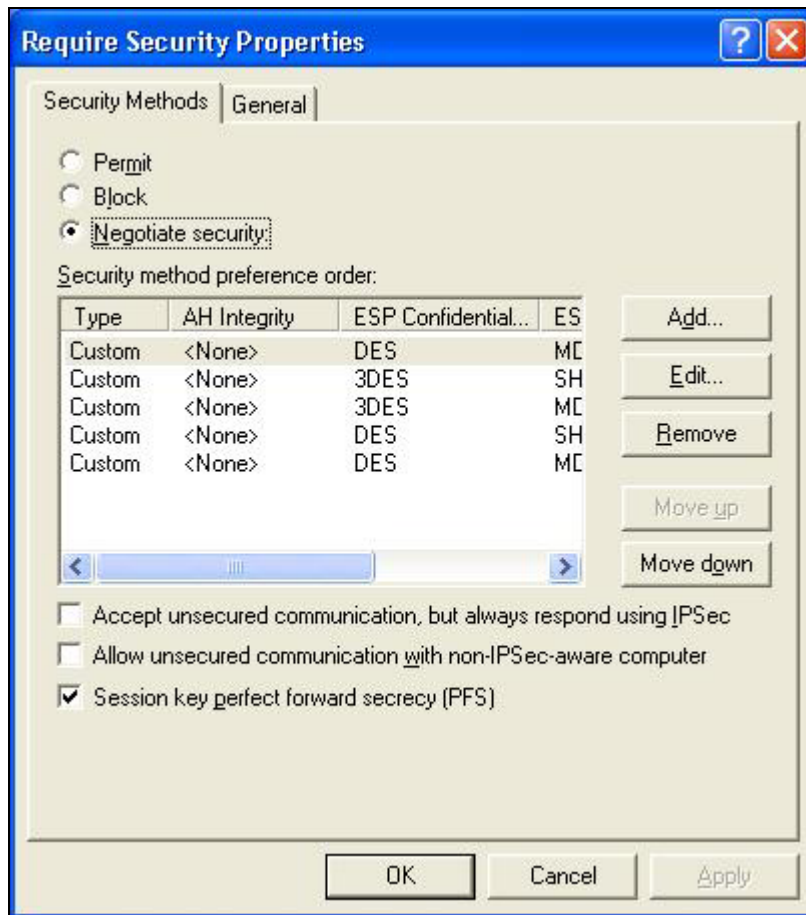 Require Security Properties
Security Methods General
Permit
Block
Negotiate security:
Security method preference order:
Type AH Integrity ESP Confidential... ES
Custom <None> DES MD
Custom <None> 3DES SH
Custom <None> 3DES MD
Custom <None> DES SH
Custom <None> DES MD
Add...
Edit...
Remove
Move up
Move down
Accept unsecured communication, but always respond using IPSec
Allow unsecured communication with non-IPSec-aware computer
Session key perfect forward secrecy (PFS)
OK Cancel Apply